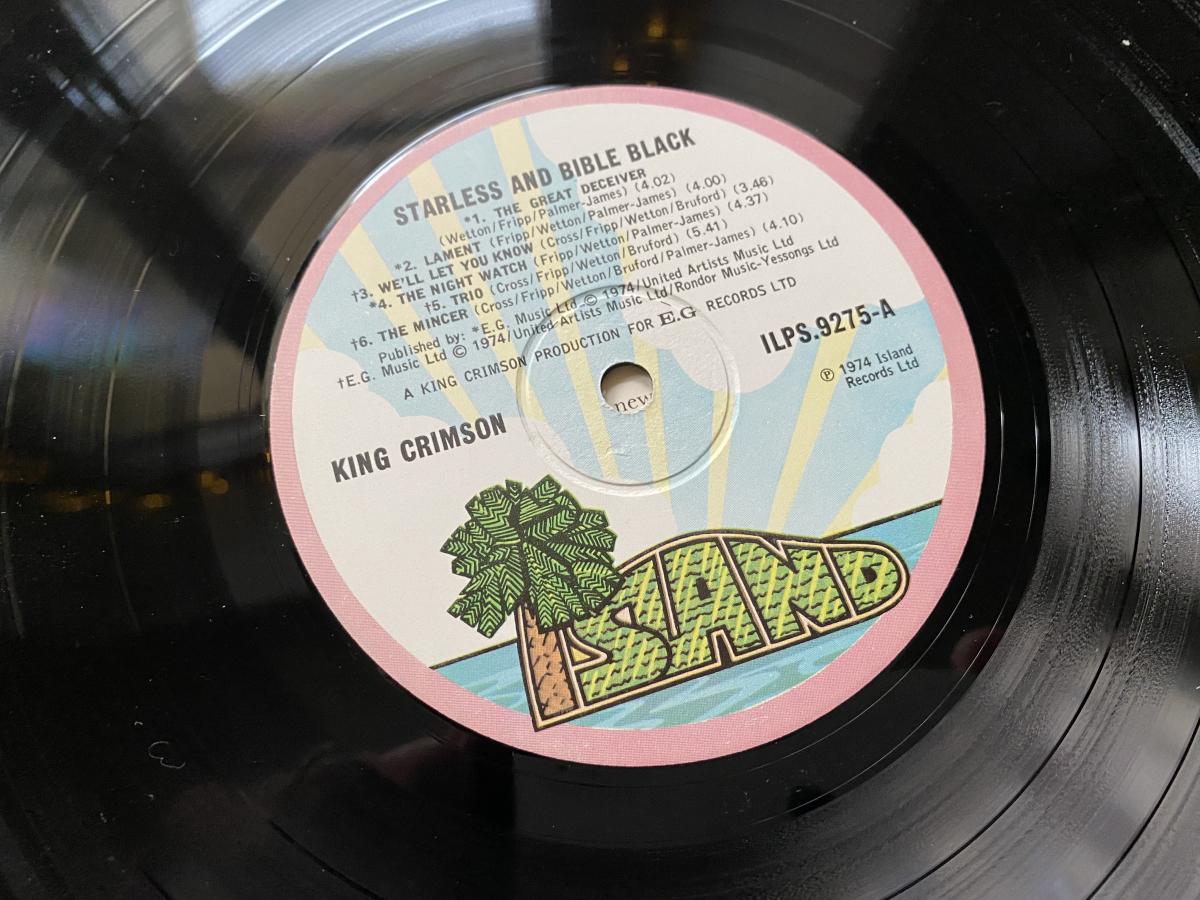 STARLESS AND BIBLE BLACK
*1. THE GREAT DECEIVER
(Wetton/Fripp/Palmer-James) (4.02)
*2. LAMENT (Fripp/Wetton/Palmer-James) (4.00)
†3. WE'LL LET YOU KNOW (Cross/Fripp/Wetton/Bruford) (3.46)
*4. THE NIGHT WATCH (Fripp/Wetton/Palmer-James) (4.37)
†5. TRIO (Cross/Fripp/Wetton/Bruford) (5.41)
†6. THE MINCER (Cross/Fripp/Wetton/Bruford/Palmer-James) (4.10)
Published by: *E.G. Music Ltd © 1974/United Artists Music Ltd
†E.G. Music Ltd © 1974/United Artists Music Ltd/Rondor Music-Yessongs Ltd
A KING CRIMSON PRODUCTION FOR E.G RECORDS LTD
ILPS.9275-A
℗ 1974 Island
Records Ltd
KING CRIMSON
new
ISLAND